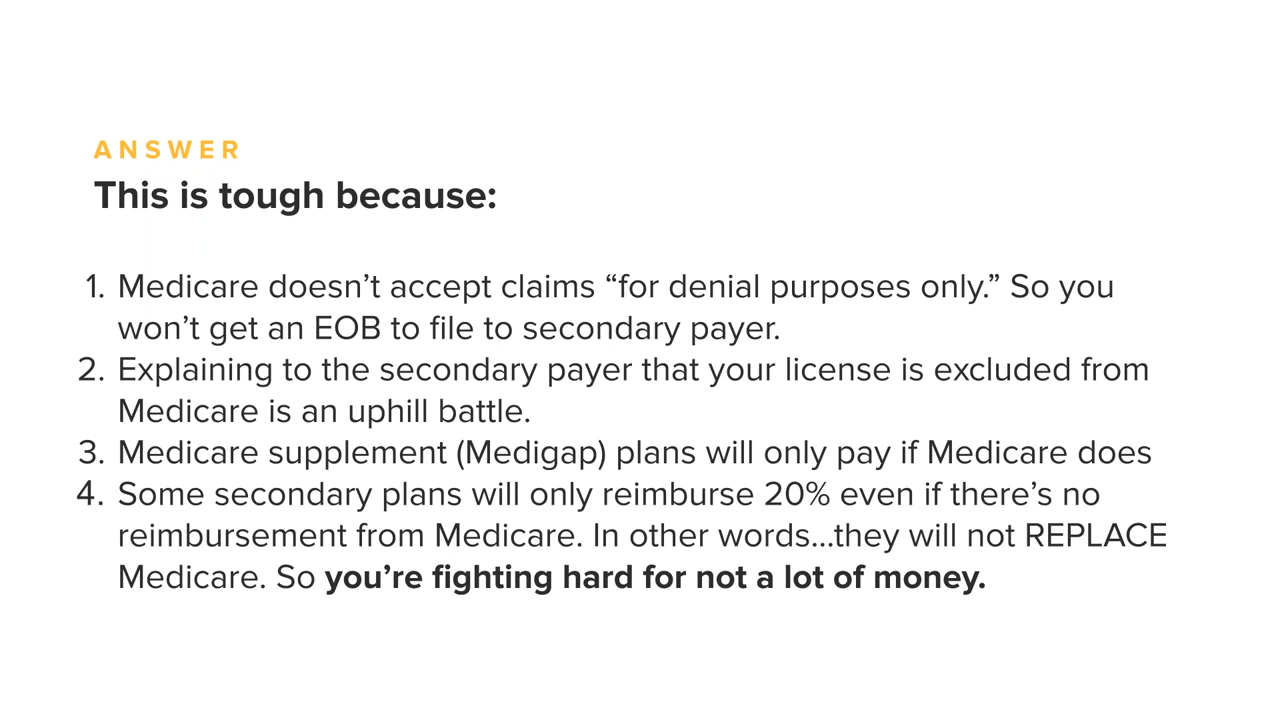 ANSWER
This is tough because:
1. Medicare doesn’t accept claims “for denial purposes only.” So you
won’t get an EOB to file to secondary payer.
2. Explaining to the secondary payer that your license is excluded from
Medicare is an uphill battle.
3. Medicare supplement (Medigap) plans will only pay if Medicare does
4. Some secondary plans will only reimburse 20% even if there’s no
reimbursement from Medicare. In other words...they will not REPLACE
Medicare. So you’re fighting hard for not a lot of money.